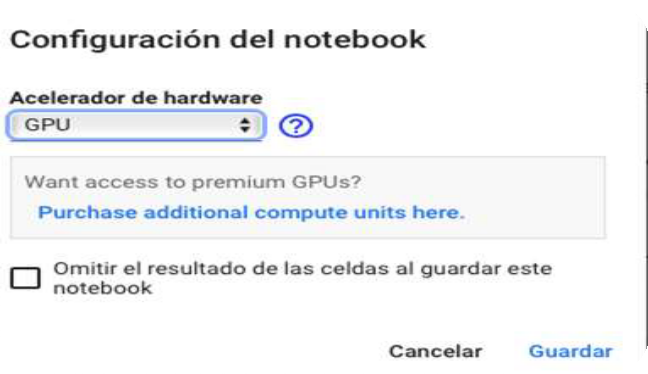 Configuración del notebook
Acelerador de hardware
GPU
?
Want access to premium GPUs?
Purchase additional compute units here.
Omitir el resultado de las celdas al guardar este
notebook
Cancelar Guardar